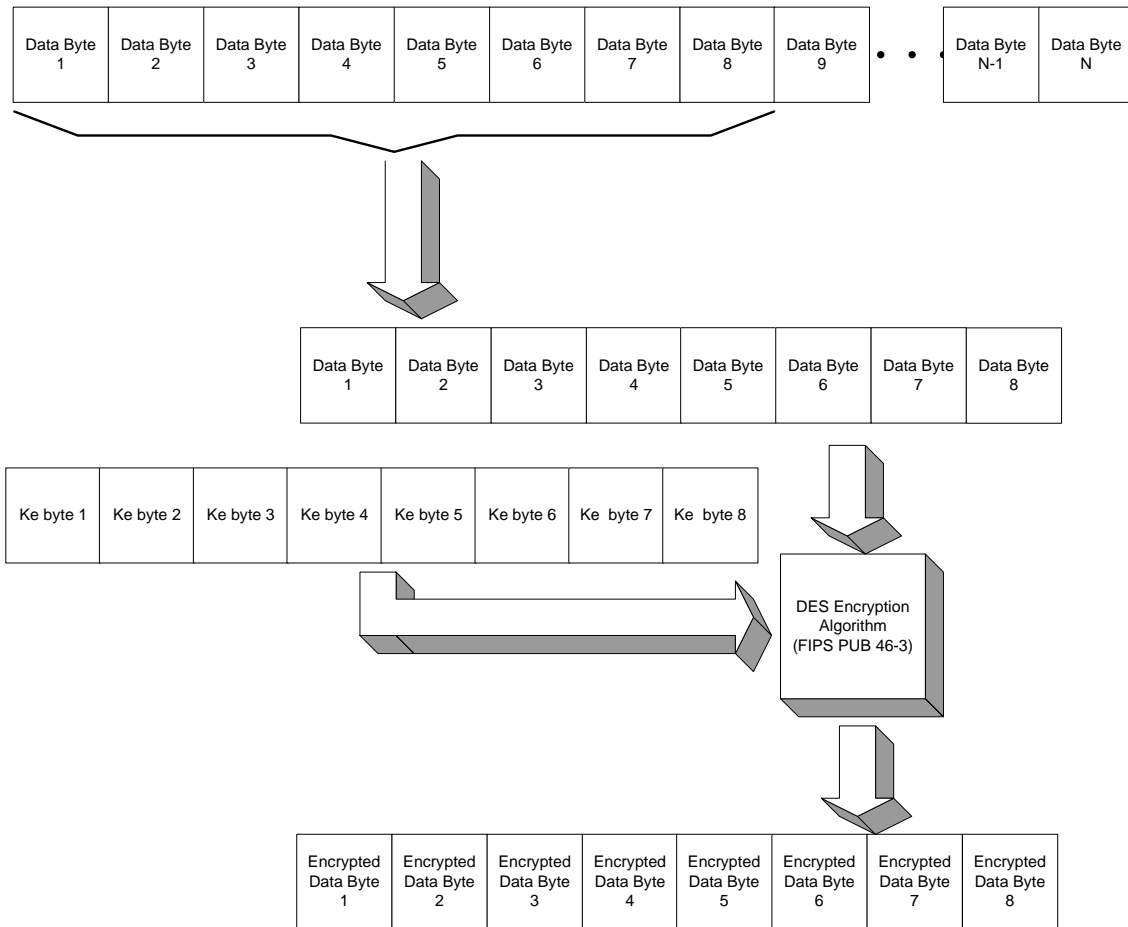 Data Byte
1
Data Byte
2
Data Byte
3
Data Byte
4
Data Byte
5
Data Byte
6
Data Byte
7
Data Byte
8
Data Byte
9
• • •
Data Byte
N-1
Data Byte
N
Data Byte
1
Data Byte
2
Data Byte
3
Data Byte
4
Data Byte
5
Data Byte
6
Data Byte
7
Data Byte
8
Ke byte 1
Ke byte 2
Ke byte 3
Ke byte 4
Ke byte 5
Ke byte 6
Ke byte 7
Ke byte 8
DES Encryption
Algorithm
(FIPS PUB 46-3)
Encrypted
Data Byte
1
Encrypted
Data Byte
2
Encrypted
Data Byte
3
Encrypted
Data Byte
4
Encrypted
Data Byte
5
Encrypted
Data Byte
6
Encrypted
Data Byte
7
Encrypted
Data Byte
8